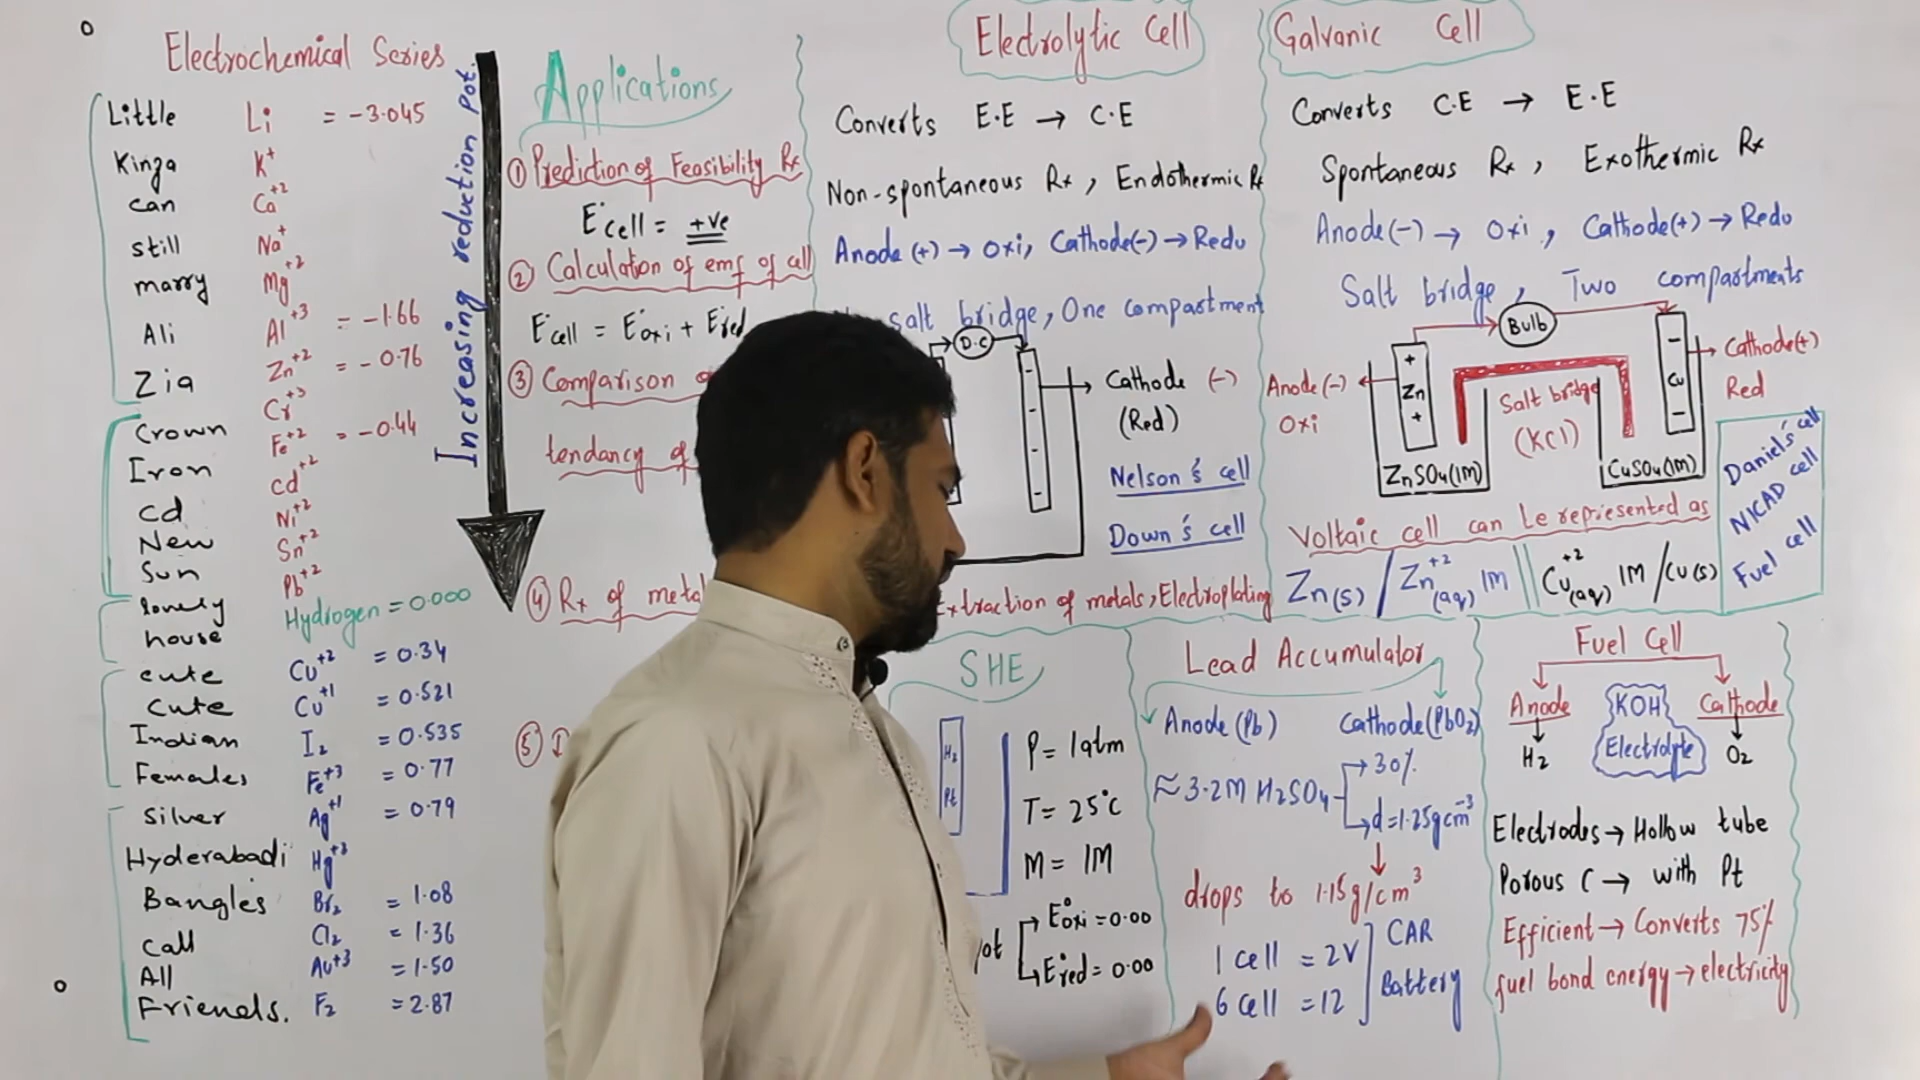 Electrochemical Series
Little Li = -3.045
Kinza K+
can Ca+2
still Na+
marry Mg+2
Ali Al+3 = -1.66
Zia Zn+2 = -0.76
Crown Cr+3
Iron Fe+2 = -0.44
Cd Cd+2
New Ni+2
Sun Sn+2
lovely Pb+2
house Hydrogen = 0.000
cute Cu+2 = 0.34
Cute Cu+1 = 0.521
Indian I2 = 0.535
Females Fe+3 = 0.77
Silver Ag+1 = 0.79
Hyderabadi Hg+3
Bangles Br2 = 1.08
Call Cl2 = 1.36
All Au+3 = 1.50
Friends. F2 = 2.87
Increasing reduction pot.
Applications
① Prediction of Feasibility Rx
E°cell = +ve
② Calculation of emf of cell
E°cell = E°oxi + E°red
③ Comparison
tendancy of
④ Rx of metal
⑤
Electrolytic Cell
Converts E.E → C.E
Non-spontaneous Rx, Endothermic Rx
Anode (+) → Oxi, Cathode(-) → Redu
salt bridge, One compartment
D.C
Cathode (-)
(Red)
Nelson's cell
Down's cell
Extraction of metals, Electroplating
Galvanic Cell
Converts C.E → E.E
Spontaneous Rx, Exothermic Rx
Anode(-) → Oxi, Cathode(+) → Redu
Salt bridge, Two compartments
Bulb
Anode(-)
Oxi
+ Zn +
Salt bridge
(KCl)
- Cu -
Cathode(+)
Red
ZnSO4(1M)
CuSO4(1M)
Daniel's cell
NICAD cell
Fuel cell
Voltaic cell can be represented as
Zn(s) / Zn+2(aq) 1M || Cu+2(aq) 1M / Cu(s)
SHE
H2
Pt
P = 1atm
T = 25°C
M = 1M
E°oxi = 0.00
E°red = 0.00
Lead Accumulator
Anode (Pb) Cathode (PbO2)
≈ 3.2M H2SO4
→ 30%
→ d = 1.25gcm-3
drops to 1.15g/cm3
1 cell = 2V
6 cell = 12
CAR
Battery
Fuel Cell
Anode
H2
KOH
Electrolyte
Cathode
O2
Electrodes → Hollow tube
Porous C → with Pt
Efficient → Converts 75%
fuel bond energy → electricity